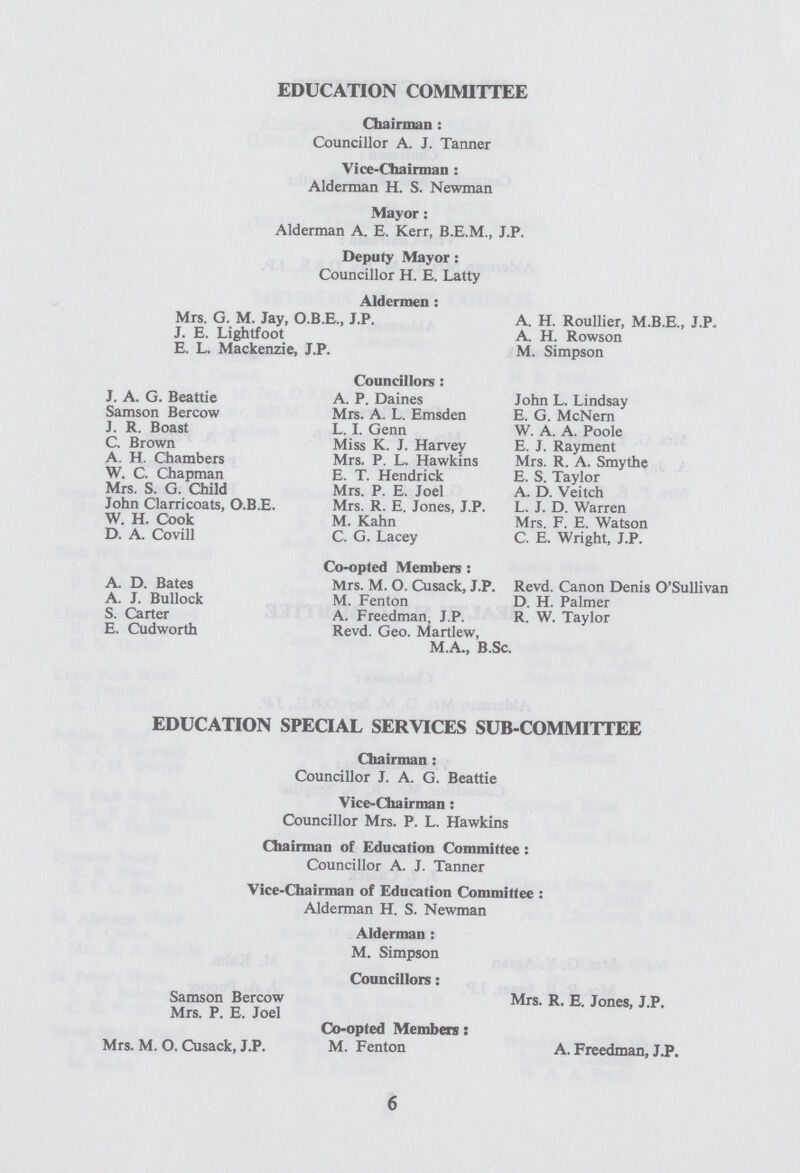 EDUCATION COMMITTEE
Chairman :
Councillor A. J. Tanner
Vice-Chairman :
Alderman H. S. Newman
Mayor :
Alderman A. E. Kerr, B.E.M., J.P.
Deputy Mayor :
Councillor H. E. Latty
Aldermen :
Mrs. G. M. Jay, O.B.E., J.P.
J. E. Lightfoot
E. L. Mackenzie, J.P.
A. H. Roullier, M.B.E., J.P.
A. H. Rowson
M. Simpson
Councillors :
J. A. G. Beattie
Samson Bercow
J. R. Boast
C. Brown
A. H. Chambers
W. C. Chapman
Mrs. S. G. Child
John Clarricoats, O.B.E.
W. H. Cook
D. A. Covill
A. P. Daines
Mrs. A. L. Emsden
L. I. Genn
Miss K. J. Harvey
Mrs. P. L. Hawkins
E. T. Hendrick
Mrs. P. E. Joel
Mrs. R. E. Jones, J.P.
M. Kahn
C. G. Lacey
John L. Lindsay
E. G. McNern
W. A. A. Poole
E. J. Rayment
Mrs. R. A. Smythe
E. S. Taylor
A. D. Veitch
L. J. D. Warren
Mrs. F. E. Watson
C. E. Wright, J.P.
Co-opted Members :
A. D. Bates
A. J. Bullock
S. Carter
E. Cudworth
Mrs. M. O. Cusack, J.P.
M. Fenton
A. Freedman, J.P.
Revd. Geo. Martlew,
M.A., B.Sc.
Revd. Canon Denis O'Sullivan
D. H. Palmer
R. W. Taylor
EDUCATION SPECIAL SERVICES SUB-COMMITTEE
Chairman :
Councillor J. A. G. Beattie
Vice-Chairman :
Councillor Mrs. P. L. Hawkins
Chairman of Education Committee :
Councillor A. J. Tanner
Vice-Chairman of Education Committee :
Alderman H. S. Newman
Alderman :
M. Simpson
Councillors :
Samson Bercow
Mrs. P. E. Joel
Mrs. R. E. Jones, J.P.
Co-opted Members :
Mrs. M. O. Cusack, J.P. M. Fenton A. Freedman, J.P.
6